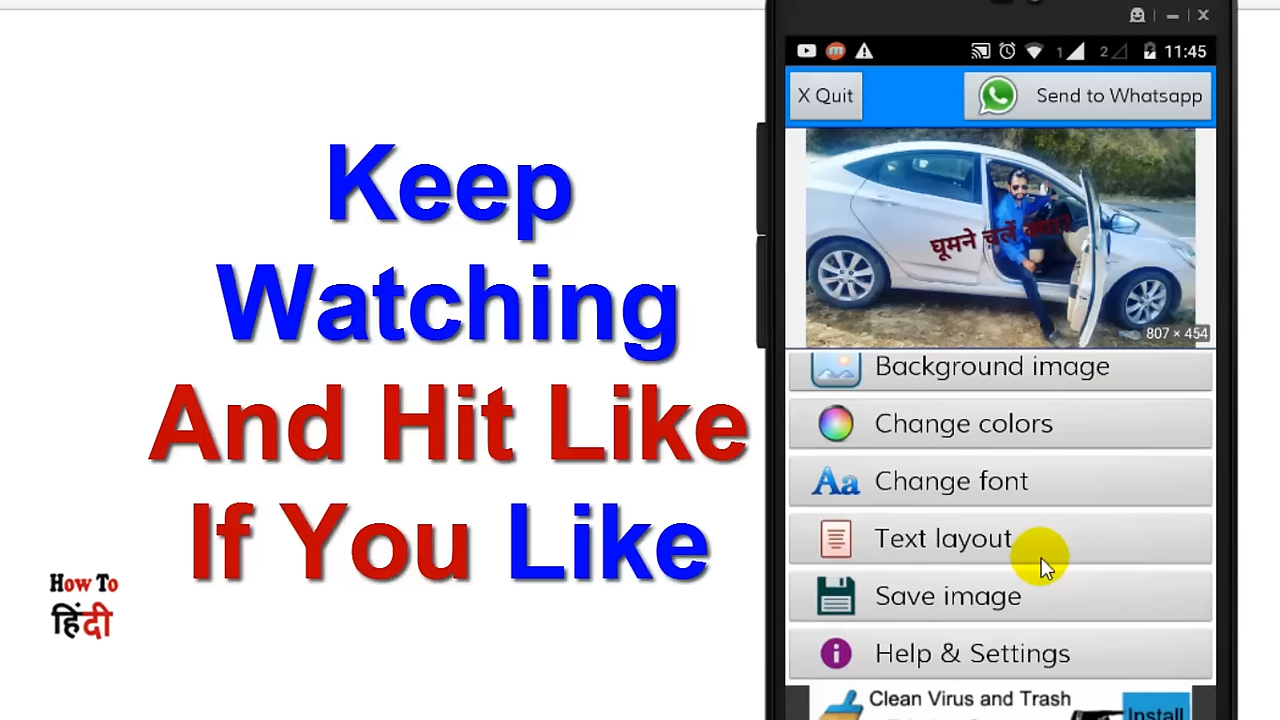 Keep
Watching
And Hit Like
If You Like
How To
हिंदी
1 2 11:45
X Quit
Send to Whatsapp
घूमने चलें क्या?
807 × 454
Background image
Change colors
Aa Change font
Text layout
Save image
Help & Settings
Clean Virus and Trash
Install